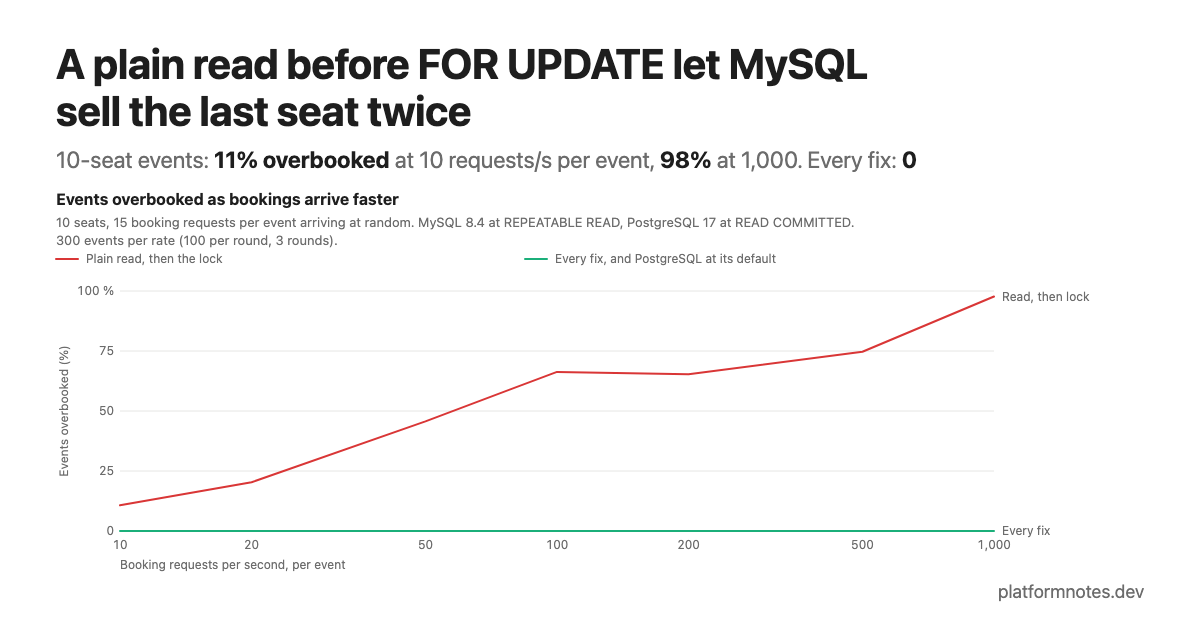 A plain read before FOR UPDATE let MySQL
sell the last seat twice
10-seat events: 11% overbooked at 10 requests/s per event, 98% at 1,000. Every fix: 0
Events overbooked as bookings arrive faster
10 seats, 15 booking requests per event arriving at random. MySQL 8.4 at REPEATABLE READ, PostgreSQL 17 at READ COMMITTED.
300 events per rate (100 per round, 3 rounds).
Plain read, then the lock
Every fix, and PostgreSQL at its default
100 %
75
50
25
0
Events overbooked (%)
Read, then lock
Every fix
10 20 50 100 200 500 1,000
Booking requests per second, per event
platformnotes.dev